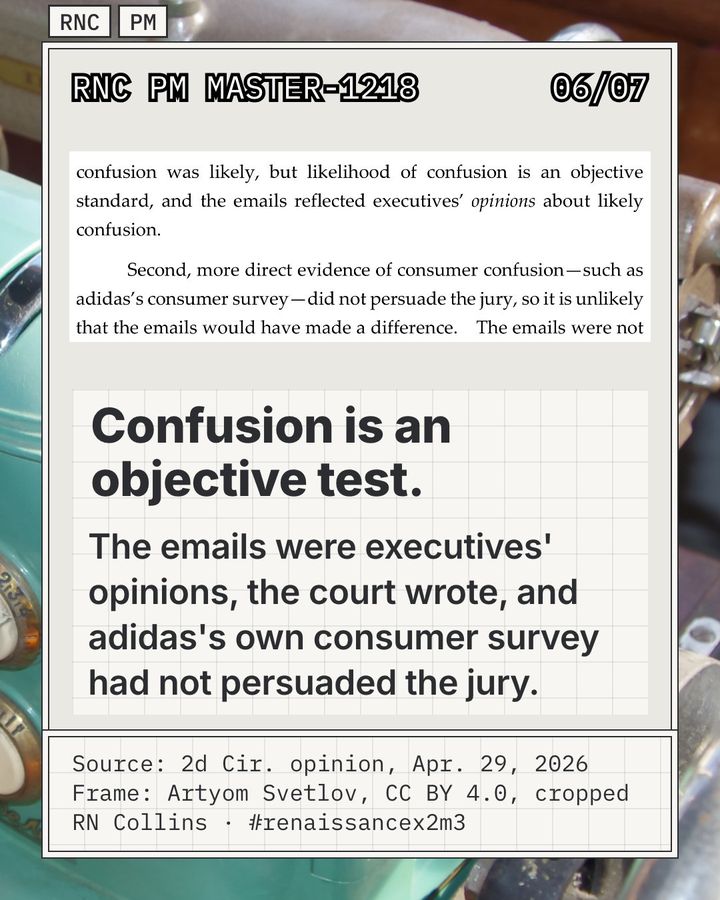 RNC PM
RNC PM MASTER-1218 06/07
confusion was likely, but likelihood of confusion is an objective
standard, and the emails reflected executives’ opinions about likely
confusion.
Second, more direct evidence of consumer confusion—such as
adidas’s consumer survey—did not persuade the jury, so it is unlikely
that the emails would have made a difference. The emails were not
Confusion is an
objective test.
The emails were executives'
opinions, the court wrote, and
adidas's own consumer survey
had not persuaded the jury.
Source: 2d Cir. opinion, Apr. 29, 2026
Frame: Artyom Svetlov, CC BY 4.0, cropped
RN Collins · #renaissancex2m3